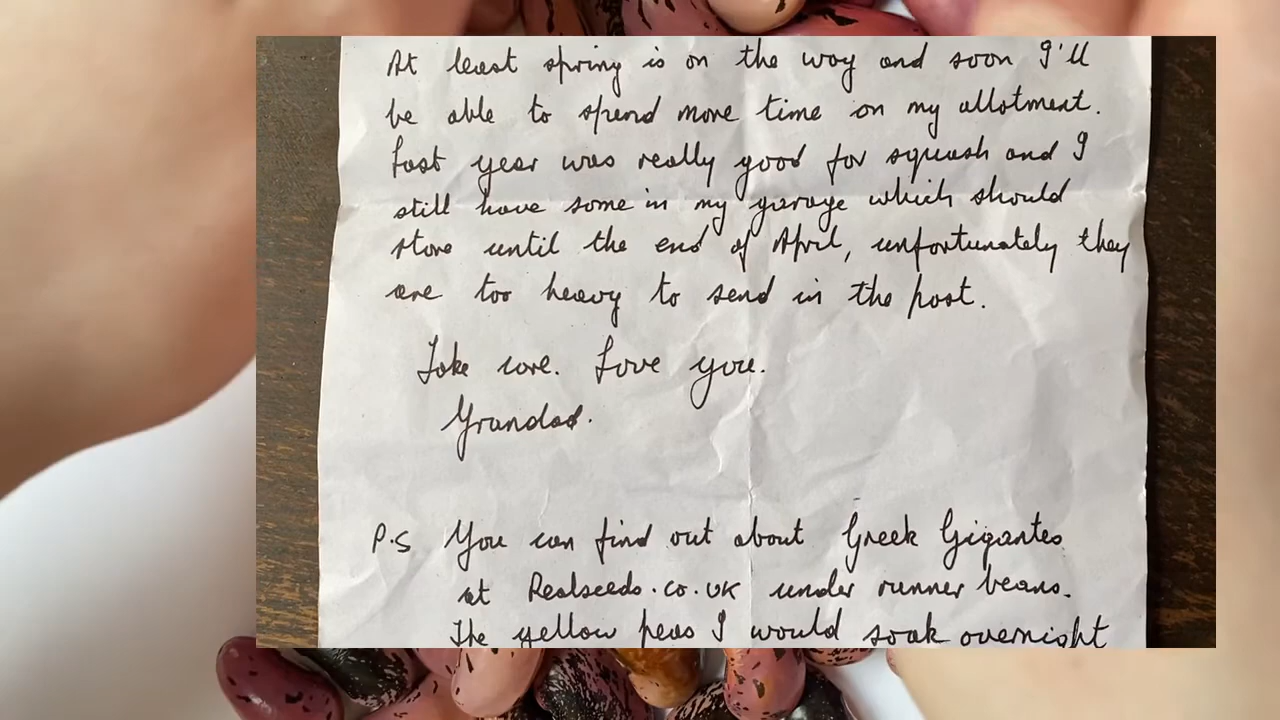 At least spring is on the way and soon I'll
be able to spend more time on my allotment.
Last year was really good for squash and I
still have some in my garage which should
store until the end of April, unfortunately they
are too heavy to send in the post.
Take care. Love you.
Grandad.
P.S You can find out about Greek Gigantes
at Realseeds.co.uk under runner beans.
The yellow peas I would soak overnight